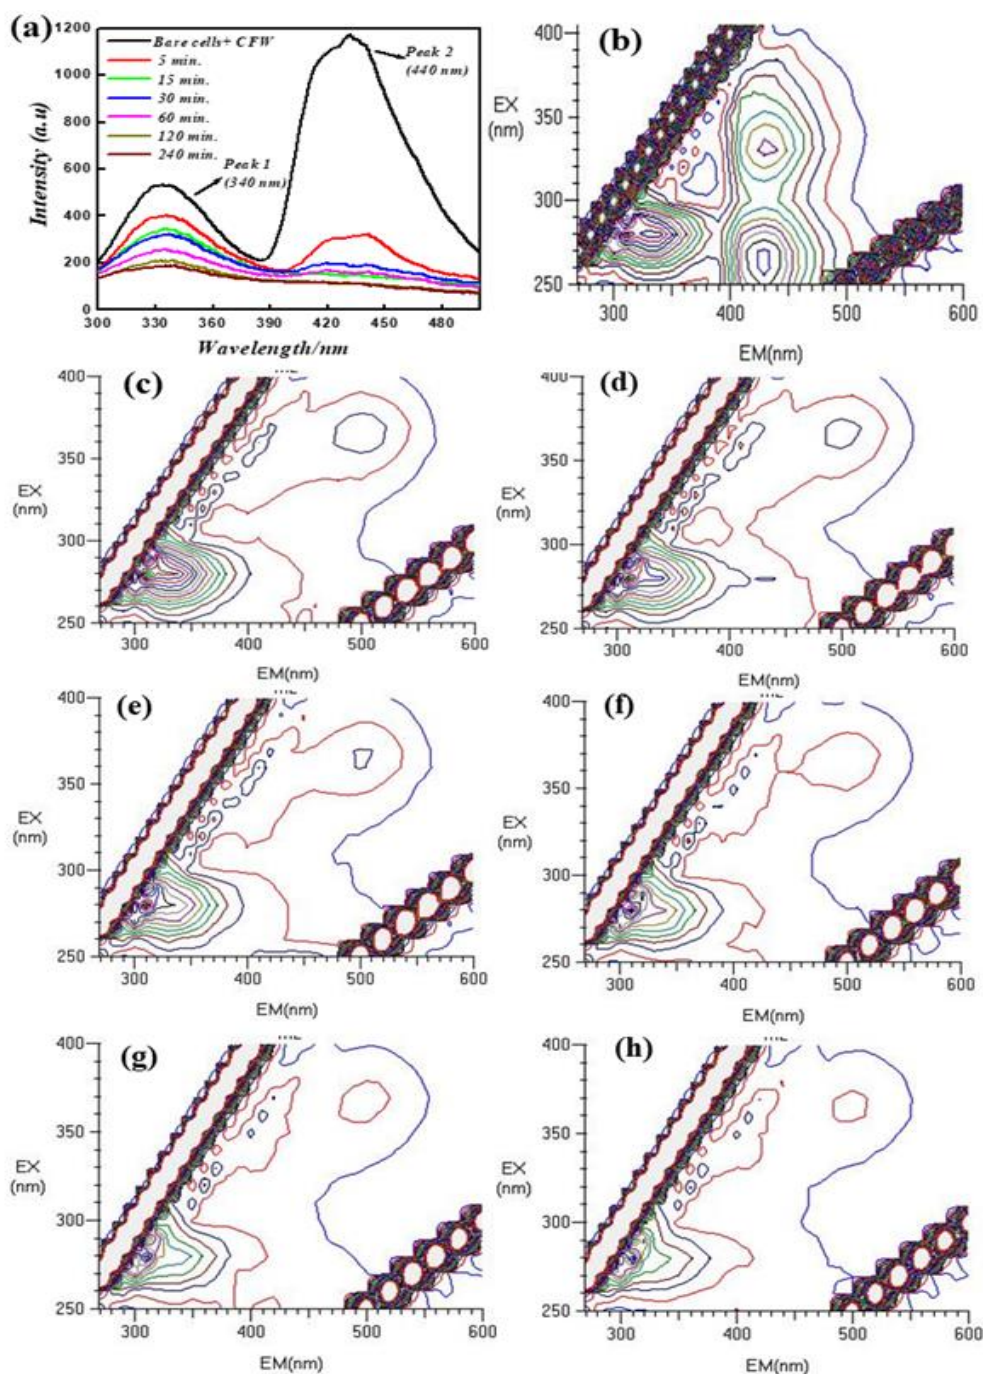 (a)
1200
1000
800
600
400
200
0
Intensity (a.u)
Bare cells+ CFW
5 min.
15 min.
30 min.
60 min.
120 min.
240 min.
Peak 1
(340 nm)
Peak 2
(440 nm)
300 330 360 390 420 450 480
Wavelength/nm
(b)
400
350
300
250
EX
(nm)
300 400 500 600
EM(nm)
(c)
400
350
300
250
EX
(nm)
300 400 500 600
EM(nm)
(d)
400
350
300
250
EX
(nm)
300 400 500 600
EM(nm)
(e)
400
350
300
250
EX
(nm)
300 400 500 600
EM(nm)
(f)
400
350
300
250
EX
(nm)
300 400 500 600
EM(nm)
(g)
400
350
300
250
EX
(nm)
300 400 500 600
EM(nm)
(h)
400
350
300
250
EX
(nm)
300 400 500 600
EM(nm)